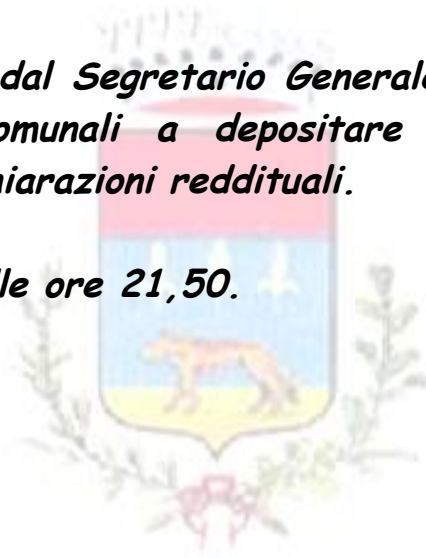 dal Segretario Generale
omunali a depositare
hiarazioni reddituali.
lle ore 21,50.